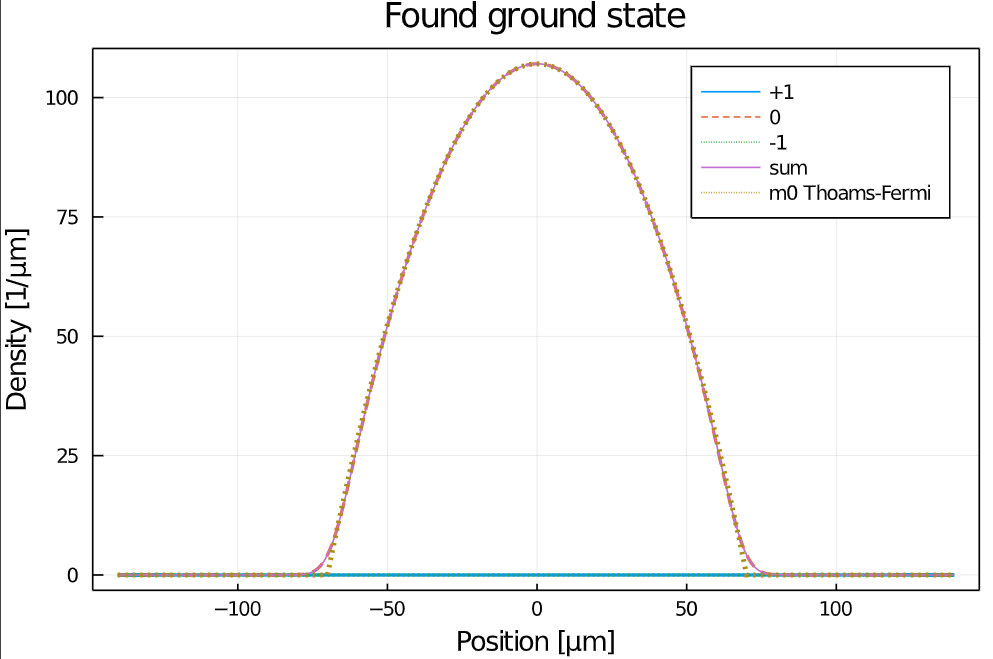 Found ground state
+1
0
-1
sum
m0 Thoams-Fermi
100
75
50
25
0
Density [1/μm]
−100
−50
0
50
100
Position [μm]